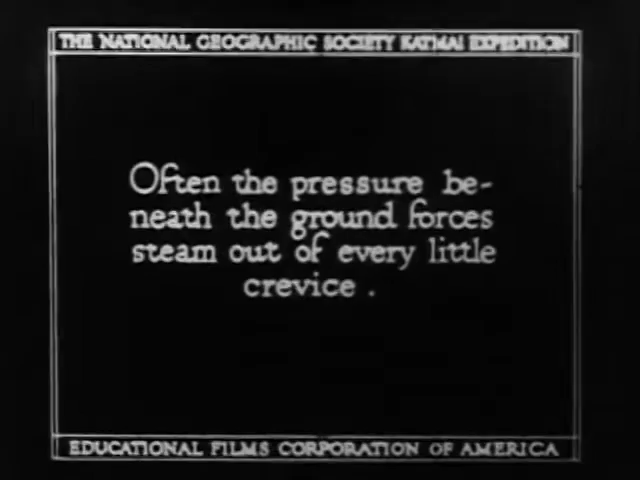 THE NATIONAL GEOGRAPHIC SOCIETY KATMAI EXPEDITION
Often the pressure be-
neath the ground forces
steam out of every little
crevice .
EDUCATIONAL FILMS CORPORATION OF AMERICA